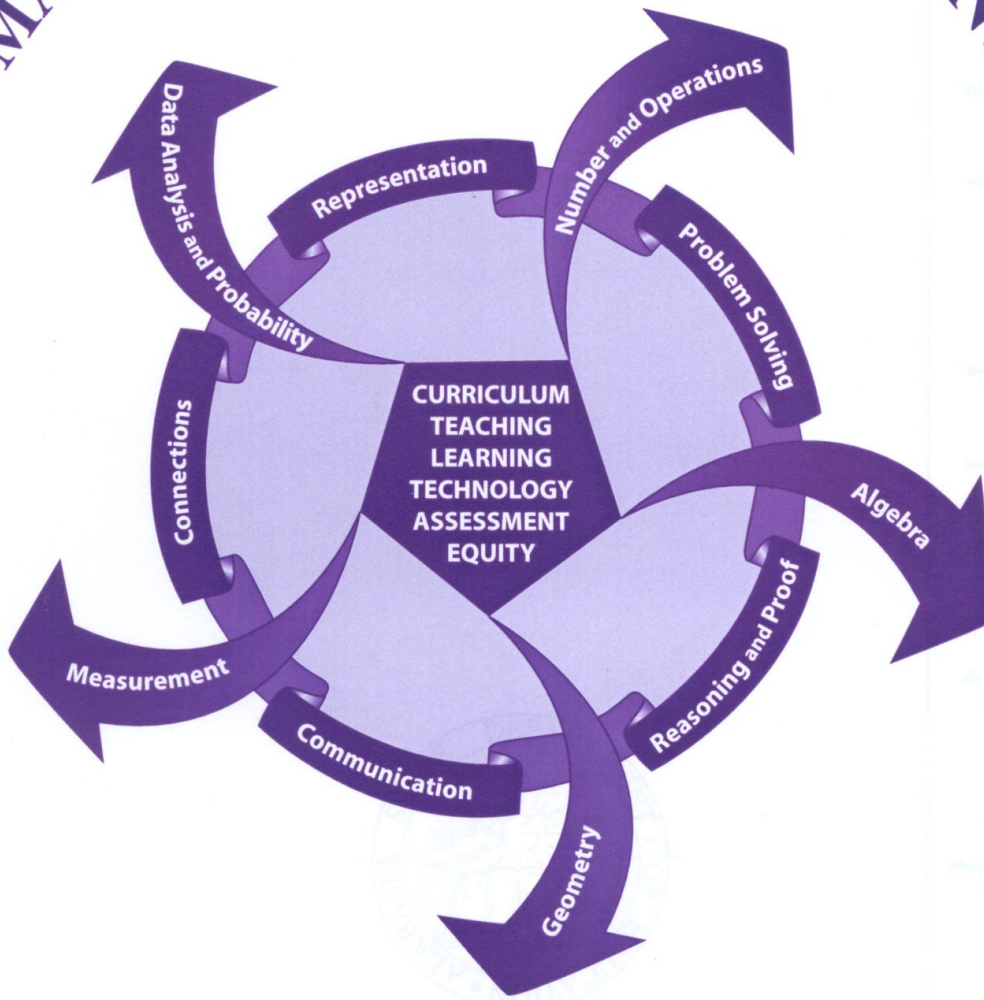 MA
Number and Operations
Data Analysis and Probability
Representation
Problem Solving
CURRICULUM
TEACHING
LEARNING
TECHNOLOGY
ASSESSMENT
EQUITY
Connections
Algebra
Reasoning and Proof
Measurement
Communication
Geometry